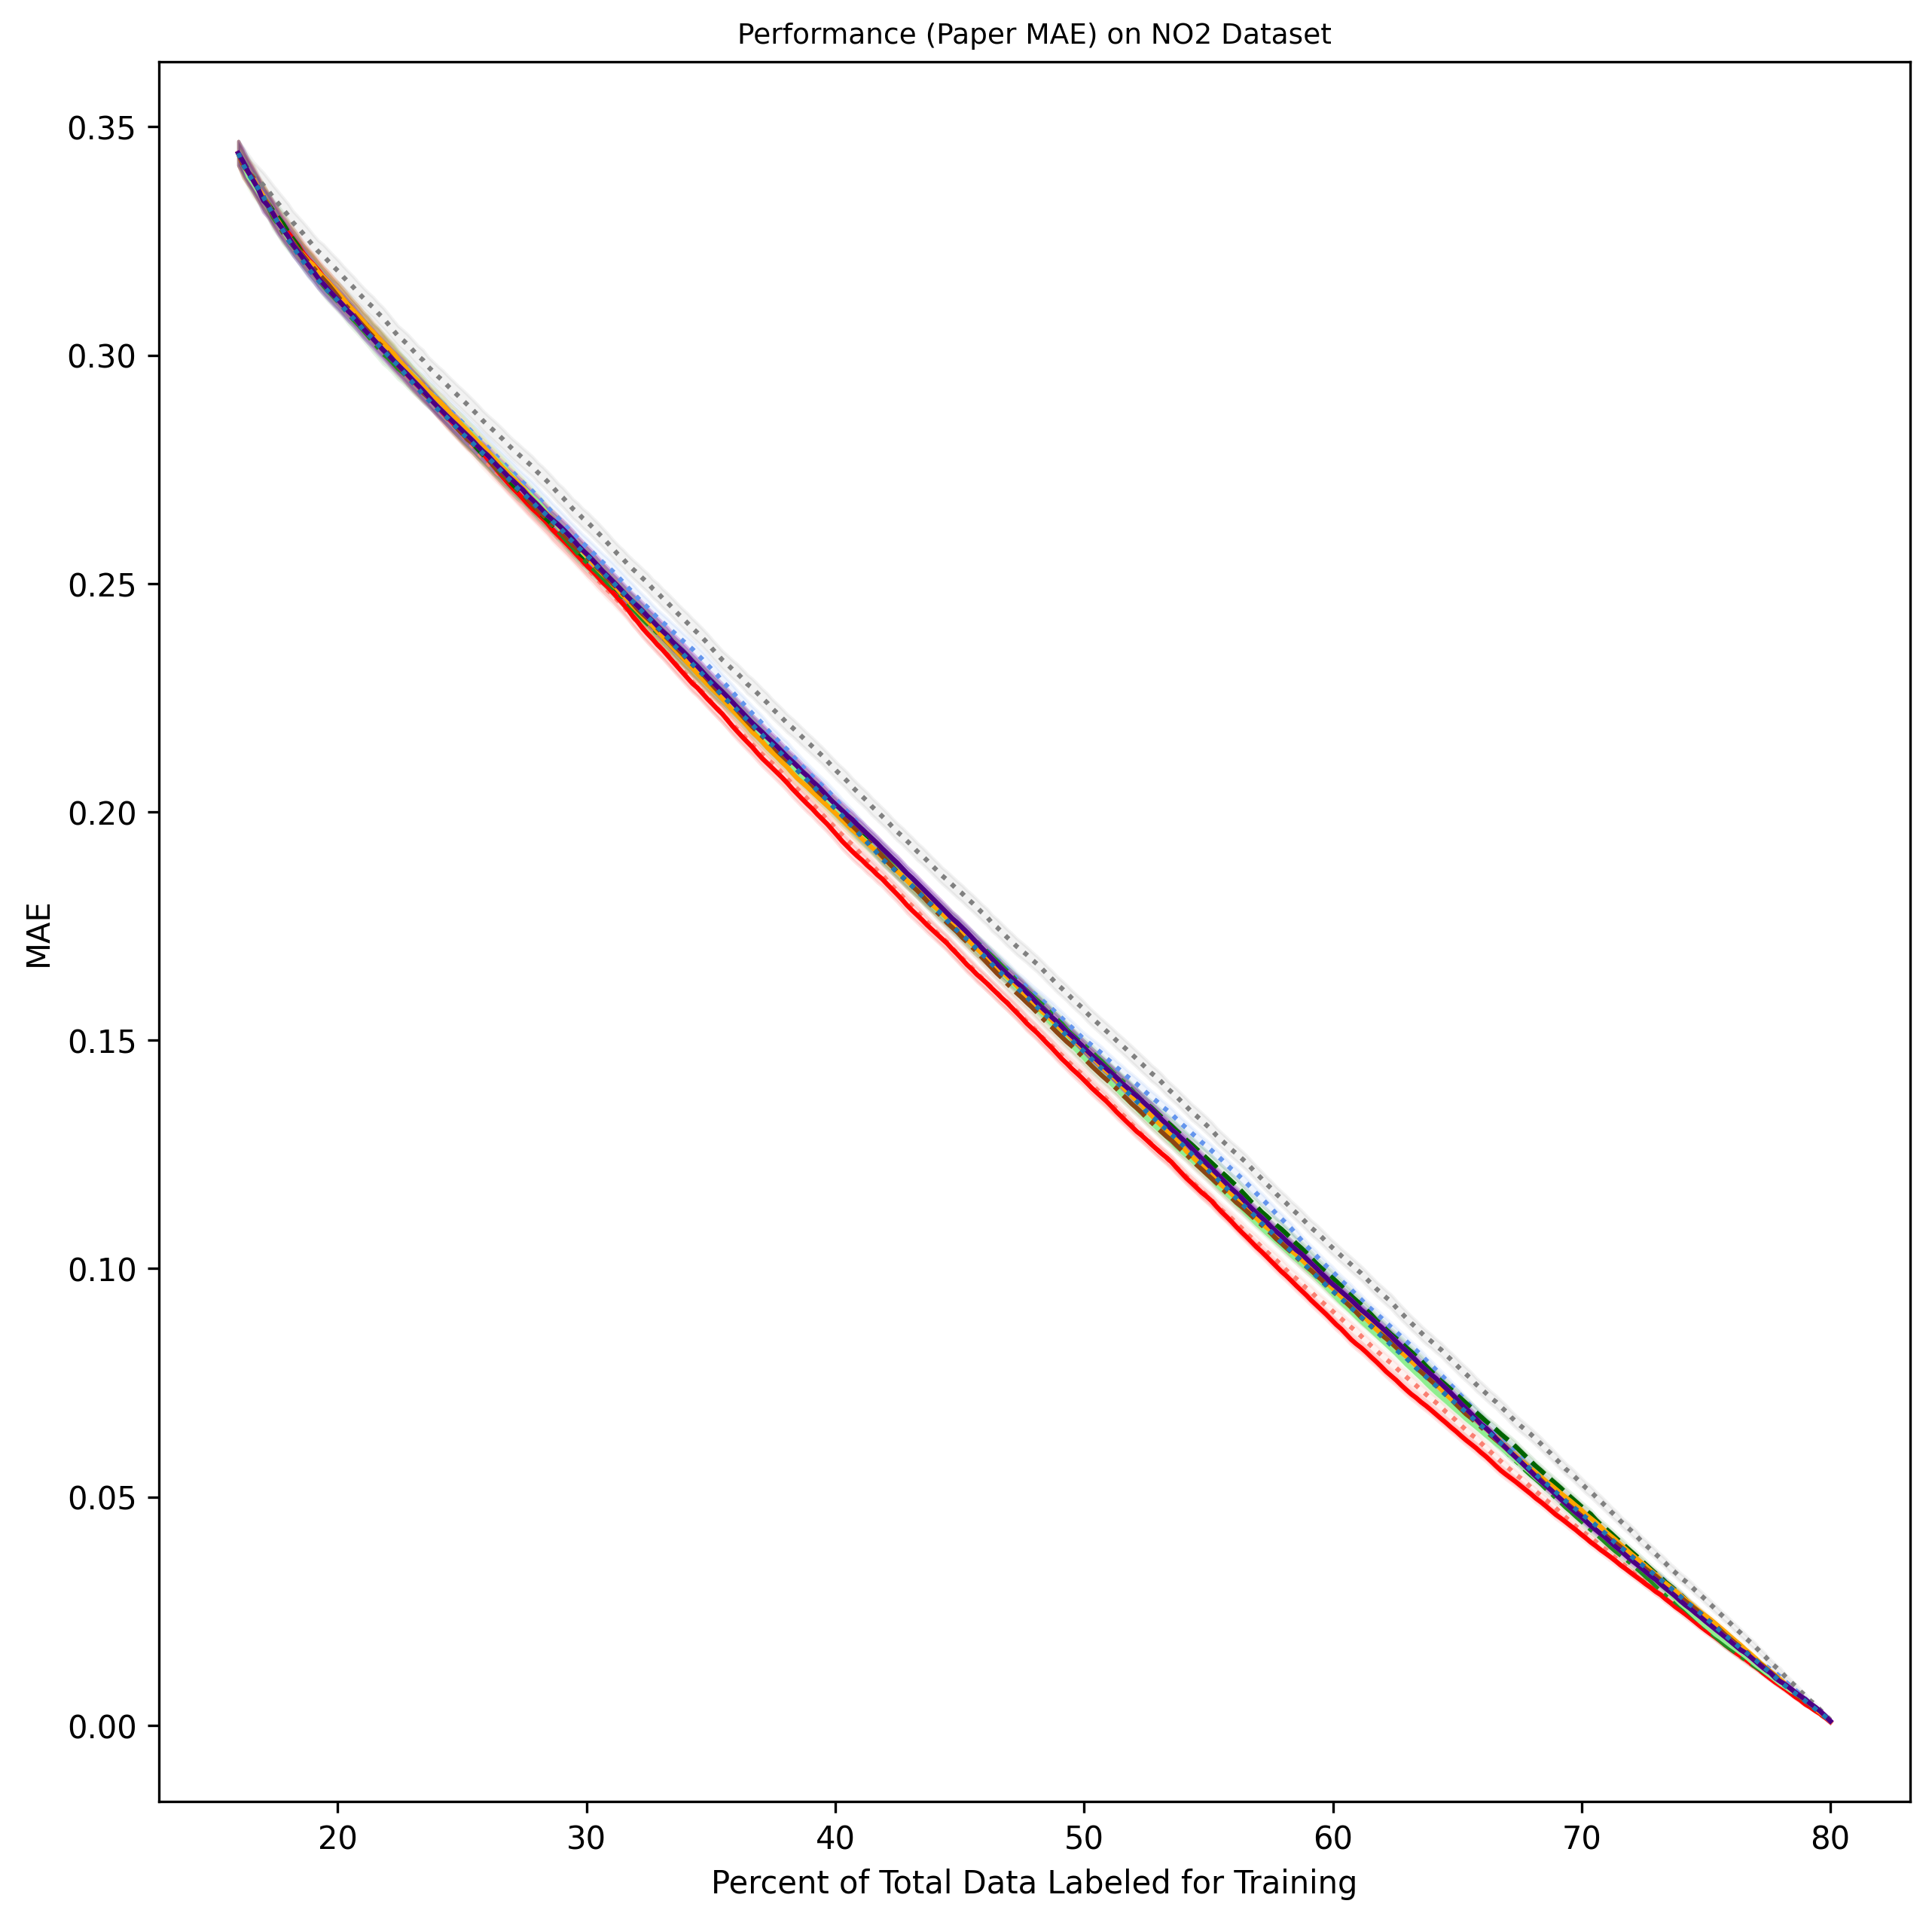 Performance (Paper MAE) on NO2 Dataset
0.35
0.30
0.25
0.20
0.15
0.10
0.05
0.00
MAE
20 30 40 50 60 70 80
Percent of Total Data Labeled for Training